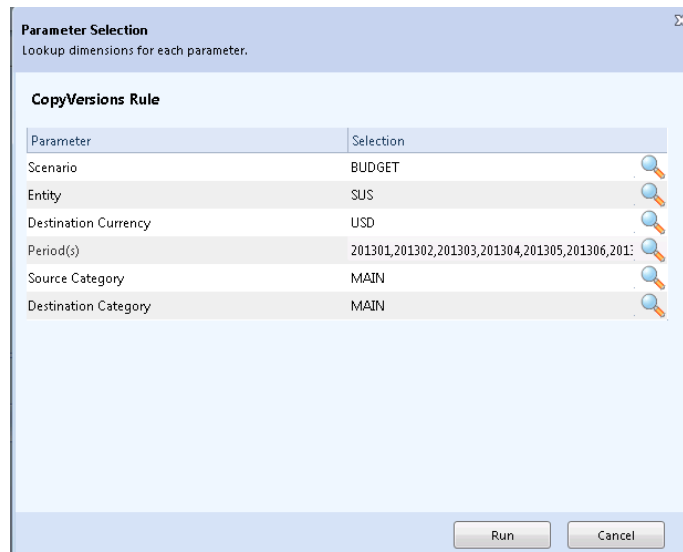 Parameter Selection
Lookup dimensions for each parameter.
CopyVersions Rule
Parameter Selection
Scenario BUDGET
Entity SUS
Destination Currency USD
Period(s) 201301,201302,201303,201304,201305,201306,201
Source Category MAIN
Destination Category MAIN
Run Cancel